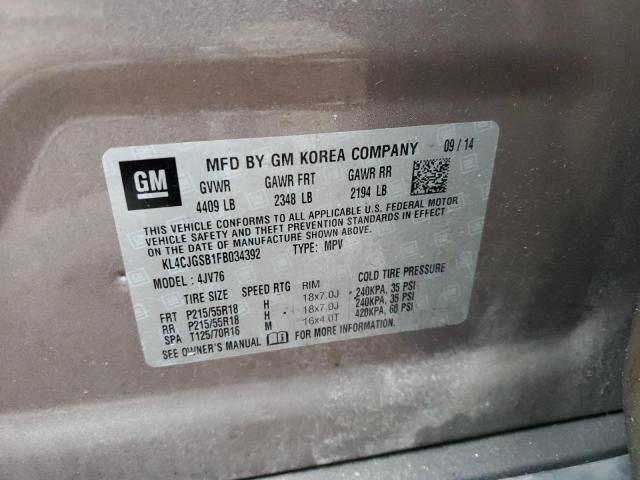 GM
MFD BY GM KOREA COMPANY 09/14
GVWR GAWR FRT GAWR RR
4409 LB 2348 LB 2194 LB
THIS VEHICLE CONFORMS TO ALL APPLICABLE U.S. FEDERAL MOTOR
VEHICLE SAFETY AND THEFT PREVENTION STANDARDS IN EFFECT
ON THE DATE OF MANUFACTURE SHOWN ABOVE.
KL4CJGSB1FB034392 TYPE: MPV
MODEL: 4JV76
TIRE SIZE SPEED RTG RIM COLD TIRE PRESSURE
FRT P215/55R18 H 18x7.0J 240KPA, 35 PSI
RR P215/55R18 H 18x7.0J 240KPA, 35 PSI
SPA T125/70R16 M 16x4.0T 420KPA, 60 PSI
SEE OWNER'S MANUAL FOR MORE INFORMATION.